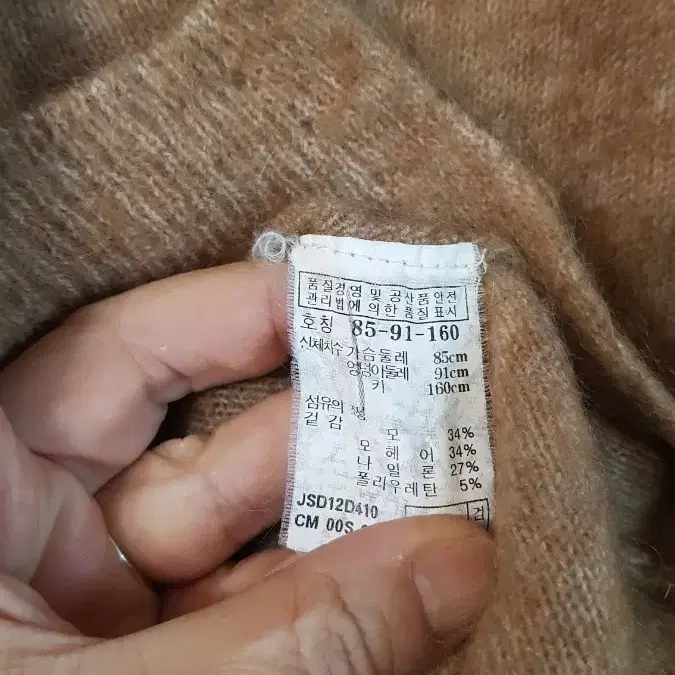 품질경영 및 공산품안전
관리법에 의한 품질표시
호칭 85-91-160
신체치수 가슴둘레 85cm
엉덩이둘레 91cm
키 160cm
섬유의
겉감 모 34%
모헤어 34%
나일론 27%
폴리우레탄 5%
JSD12D410
CM 00S
검